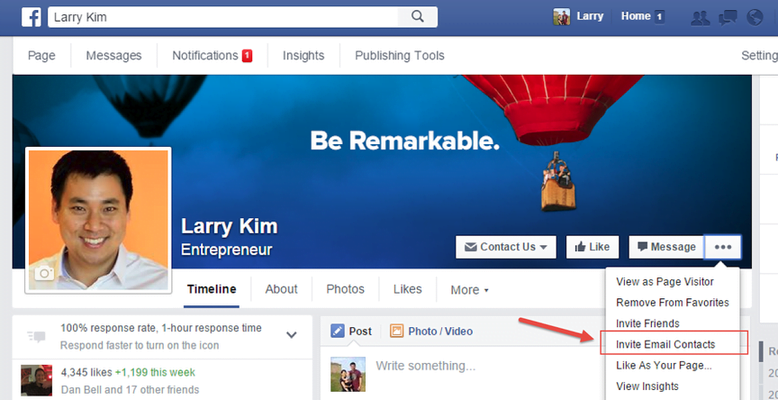 f Larry Kim
Larry Home 1
Page Messages Notifications 1 Insights Publishing Tools
Be Remarkable.
Larry Kim
Entrepreneur
Contact Us Like Message •••
Timeline About Photos Likes More
View as Page Visitor
Remove From Favorites
Invite Friends
Invite Email Contacts
Like As Your Page...
View Insights
100% response rate, 1-hour response time
Respond faster to turn on the icon
4,345 likes +1,199 this week
Dan Bell and 17 other friends
Post Photo / Video
Write something...